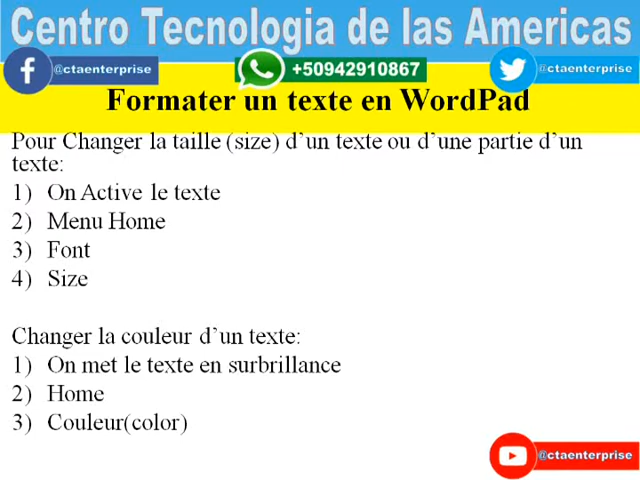 Centro Tecnologia de las Americas
@ctaenterprise
+50942910867
@ctaenterprise
Formater un texte en WordPad
Pour Changer la taille (size) d’un texte ou d’une partie d’un
texte:
1) On Active le texte
2) Menu Home
3) Font
4) Size
Changer la couleur d’un texte:
1) On met le texte en surbrillance
2) Home
3) Couleur(color)
@ctaenterprise